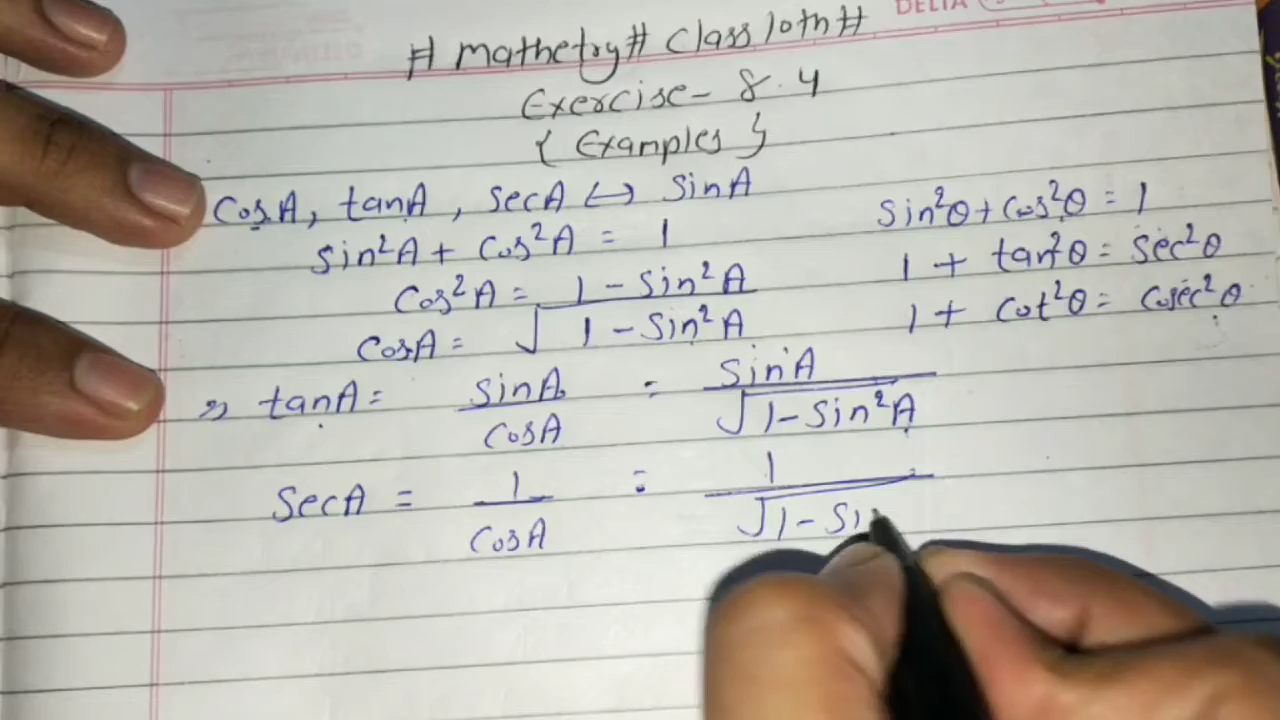 DELTA
# mathetry# class 10th#
Exercise- 8.4
{ Examples }
CosA, tanA, secA ↔ SinA
sin²A + Cos²A = 1
Cos²A = 1 - Sin²A
CosA = √1 - Sin²A
⇒ tanA = sinA/CosA = SinA/√1-Sin²A
SecA = 1/CosA = 1/√1-Si
Sin²θ + Cos²θ = 1
1 + tan²θ = Sec²θ
1 + Cot²θ = Cosec²θ